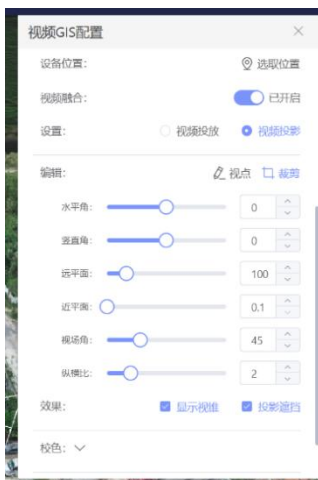 视频GIS配置
设备位置: 选取位置
视频融合: 已开启
设置: 视频投放 视频投影
编辑: 视点 裁剪
水平角: 0
竖直角: 0
远平面: 100
近平面: 0.1
视场角: 45
纵横比: 2
效果: 显示视锥 投影遮挡
校色: